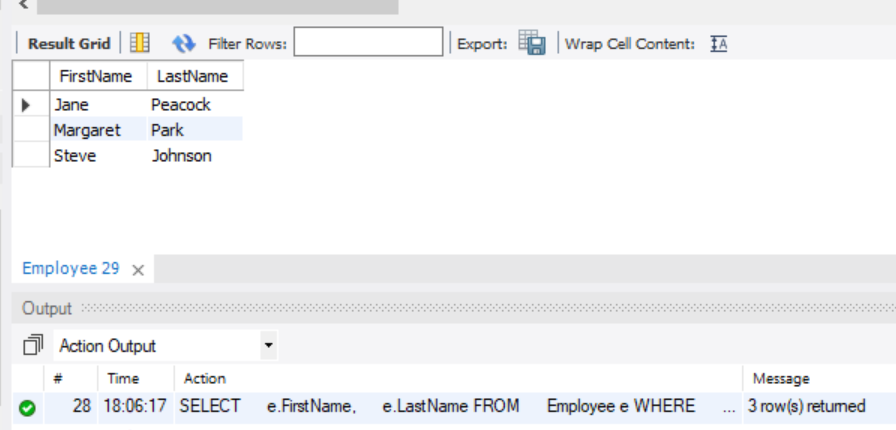 Result Grid Filter Rows: Export: Wrap Cell Content: IA
FirstName LastName
Jane Peacock
Margaret Park
Steve Johnson
Employee 29
Output
Action Output
# Time Action Message
28 18:06:17 SELECT e.FirstName, e.LastName FROM Employee e WHERE ... 3 row(s) returned